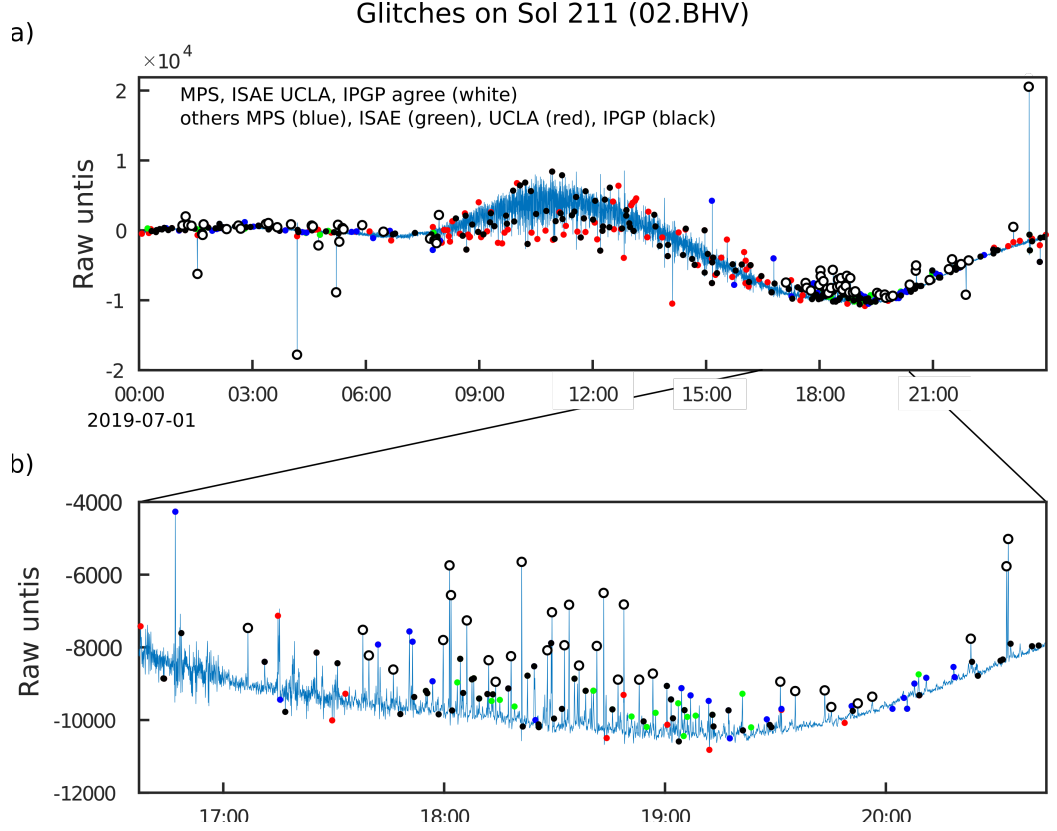 Glitches on Sol 211 (02.BHV)
a)
×10⁴
MPS, ISAE UCLA, IPGP agree (white)
others MPS (blue), ISAE (green), UCLA (red), IPGP (black)
Raw untis
2
1
0
-1
-2
00:00 03:00 06:00 09:00 12:00 15:00 18:00 21:00
2019-07-01
b)
Raw untis
-4000
-6000
-8000
-10000
-12000
17:00 18:00 19:00 20:00